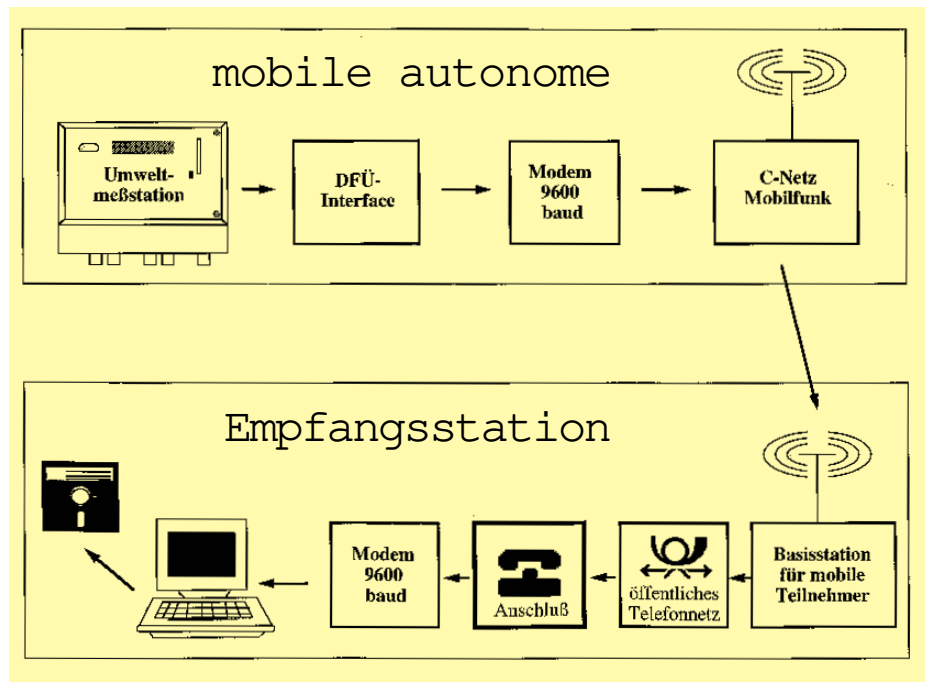 mobile autonome
Umwelt-
meßstation
DFÜ-
Interface
Modem
9600
baud
C-Netz
Mobilfunk
Empfangsstation
Modem
9600
baud
Anschluß
öffentliches
Telefonnetz
Basisstation
für mobile
Teilnehmer